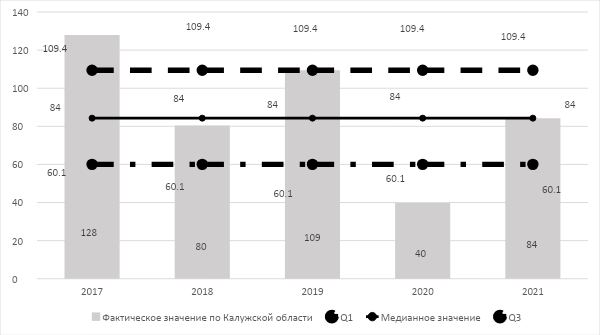 140
109.4 109.4 109.4 109.4 109.4
120
100
84 84 84 84 84
80
60.1 60.1 60.1 60.1 60.1
60
40
128 80 109 40 84
20
0
2017 2018 2019 2020 2021
Фактическое значение по Калужской области Q1 Медианное значение Q3